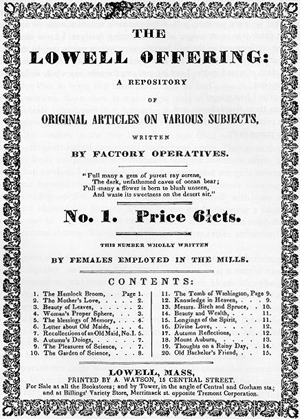 THE
LOWELL OFFERING:
A REPOSITORY
OF
ORIGINAL ARTICLES ON VARIOUS SUBJECTS,
WRITTEN
BY FACTORY OPERATIVES.
"Full many a gem of purest ray serene,
The dark, unfathomed caves of ocean bear;
Full many a flower is born to blush unseen,
And waste its sweetness on the desert air."
No. 1. Price 6¼cts.
THIS NUMBER WHOLLY WRITTEN
BY FEMALES EMPLOYED IN THE MILLS.
CONTENTS:
1. The Hemlock Broom, - Page 1.
2. The Mother's Love, - - 2.
3. Beauty of Leaves, - - 2.
4. Woman's Proper Sphere, - 3.
5. The blessings of Memory, - 4.
6. Letter about Old Maids, - 4.
7. Recollections of an Old Maid, No.1. 5.
8. Autumn's Doings, - - 7.
9. The Pleasures of Science, - 7.
10. The Garden of Science, - 8.
11. The Tomb of Washington, Page 9.
12. Knowledge in Heaven, - - 9.
13. Messrs. Birch and Spruce, - 10.
14. Beauty and Wealth, - - 11.
15. Longings of the Spirit, - 11.
16. Divine Love, - - 12.
17. Autumn Reflections, - - 12.
18. Mount Auburn, - - 13.
19. Thoughts on a Rainy Day, - 14.
20. Old Bachelor's Friend, - 15.
LOWELL, MASS,
PRINTED BY A. WATSON, 15 CENTRAL STREET.
For Sale at all the Bookstores; and by Tower, in the angle of Central and Gorham sts;
and at Billings' Variety Store, Merrimack st. opposite Tremont Corporation.